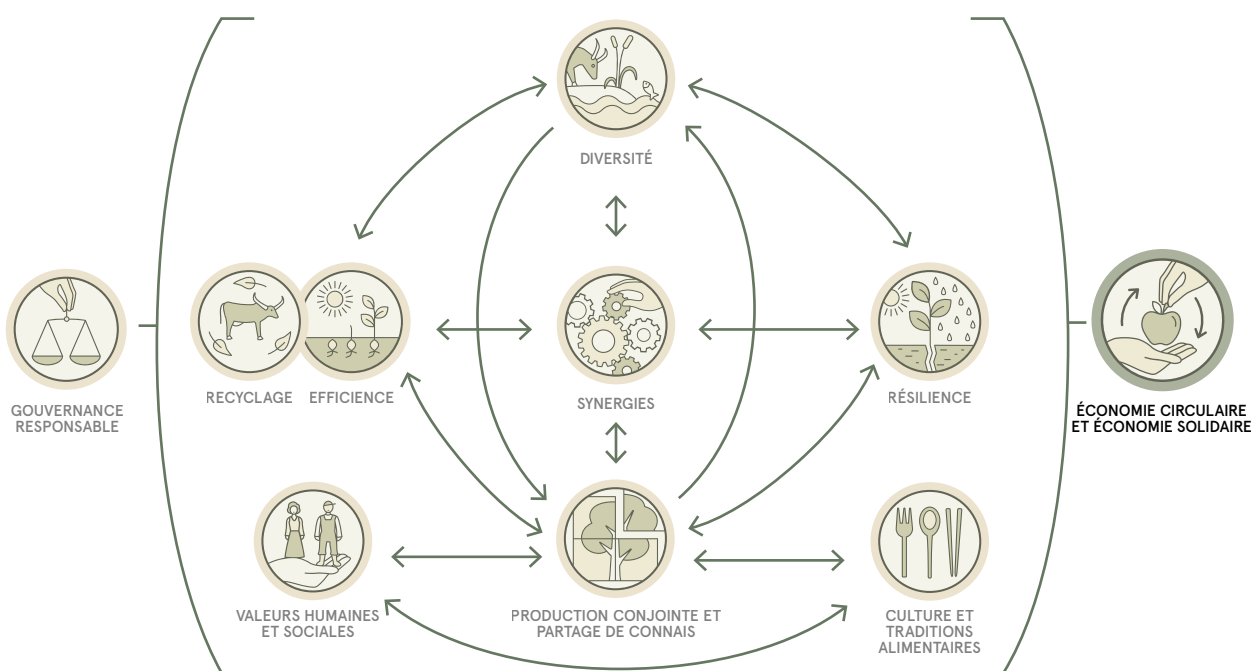 DIVERSITÉ
GOUVERNANCE
RESPONSABLE
RECYCLAGE
EFFICIENCE
SYNERGIES
RÉSILIENCE
ÉCONOMIE CIRCULAIRE
ET ÉCONOMIE SOLIDAIRE
VALEURS HUMAINES
ET SOCIALES
PRODUCTION CONJOINTE ET
PARTAGE DE CONNAIS
CULTURE ET
TRADITIONS
ALIMENTAIRES